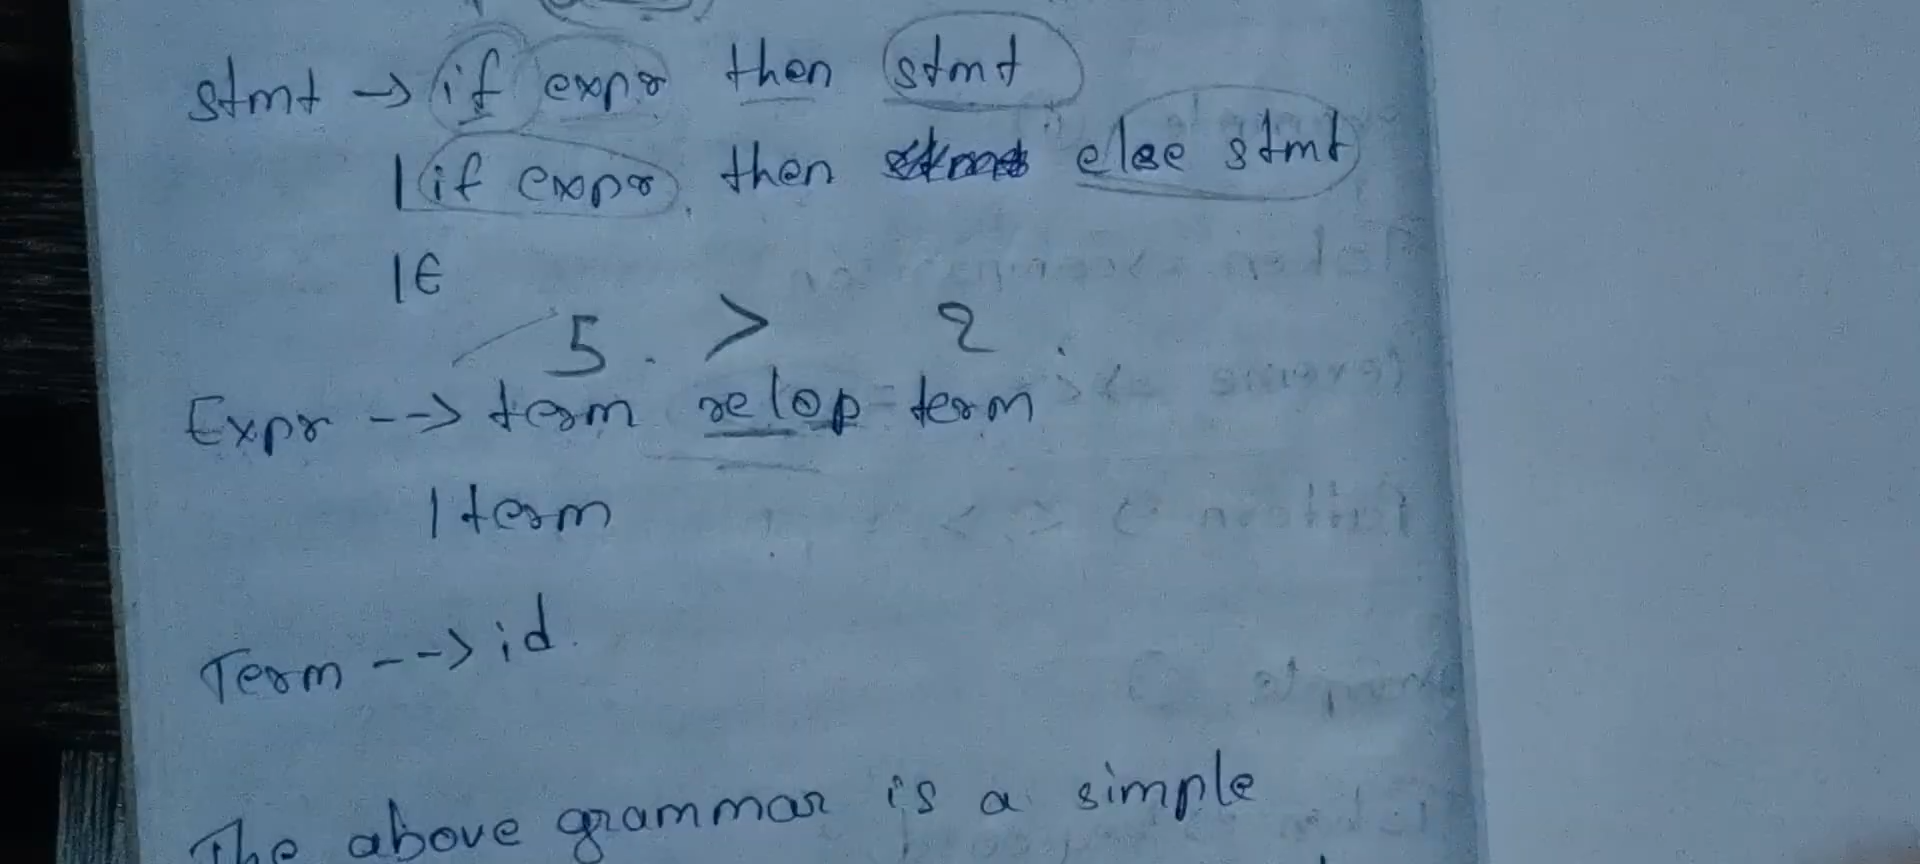 stmt → if expr then stmt
| if expr then stmt else stmt
| ϵ
5 > 2
Expr --> term relop term
| term
Term --> id.
The above grammar is a simple